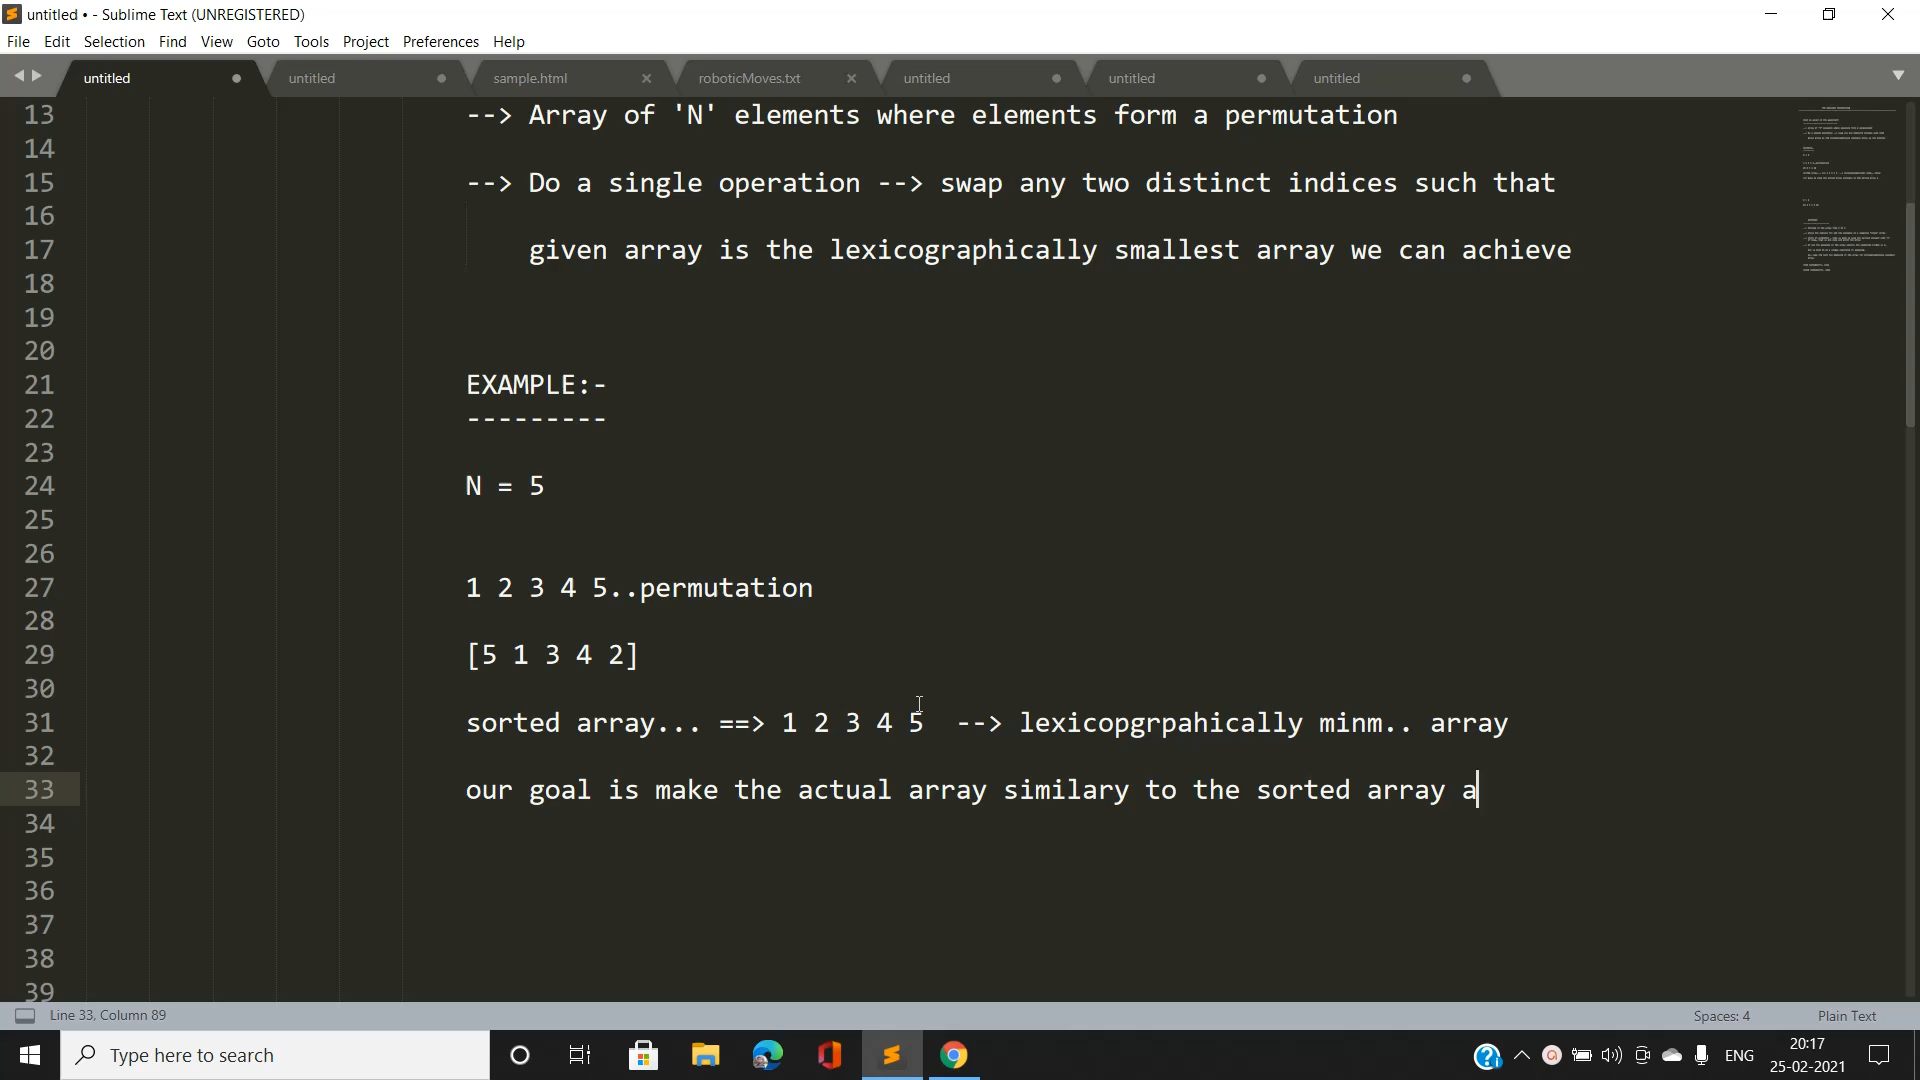 untitled • - Sublime Text (UNREGISTERED)
File Edit Selection Find View Goto Tools Project Preferences Help
untitled untitled sample.html roboticMoves.txt untitled untitled untitled
13 --> Array of 'N' elements where elements form a permutation
14
15 --> Do a single operation --> swap any two distinct indices such that
16
17 given array is the lexicographically smallest array we can achieve
18
19
20
21 EXAMPLE:-
22 ---------
23
24 N = 5
25
26
27 1 2 3 4 5..permutation
28
29 [5 1 3 4 2]
30
31 sorted array... ==> 1 2 3 4 5 --> lexicopgrpahically minm.. array
32
33 our goal is make the actual array similary to the sorted array a
34
35
36
37
38
39
Line 33, Column 89 Spaces: 4 Plain Text
Type here to search
ENG
20:17
25-02-2021